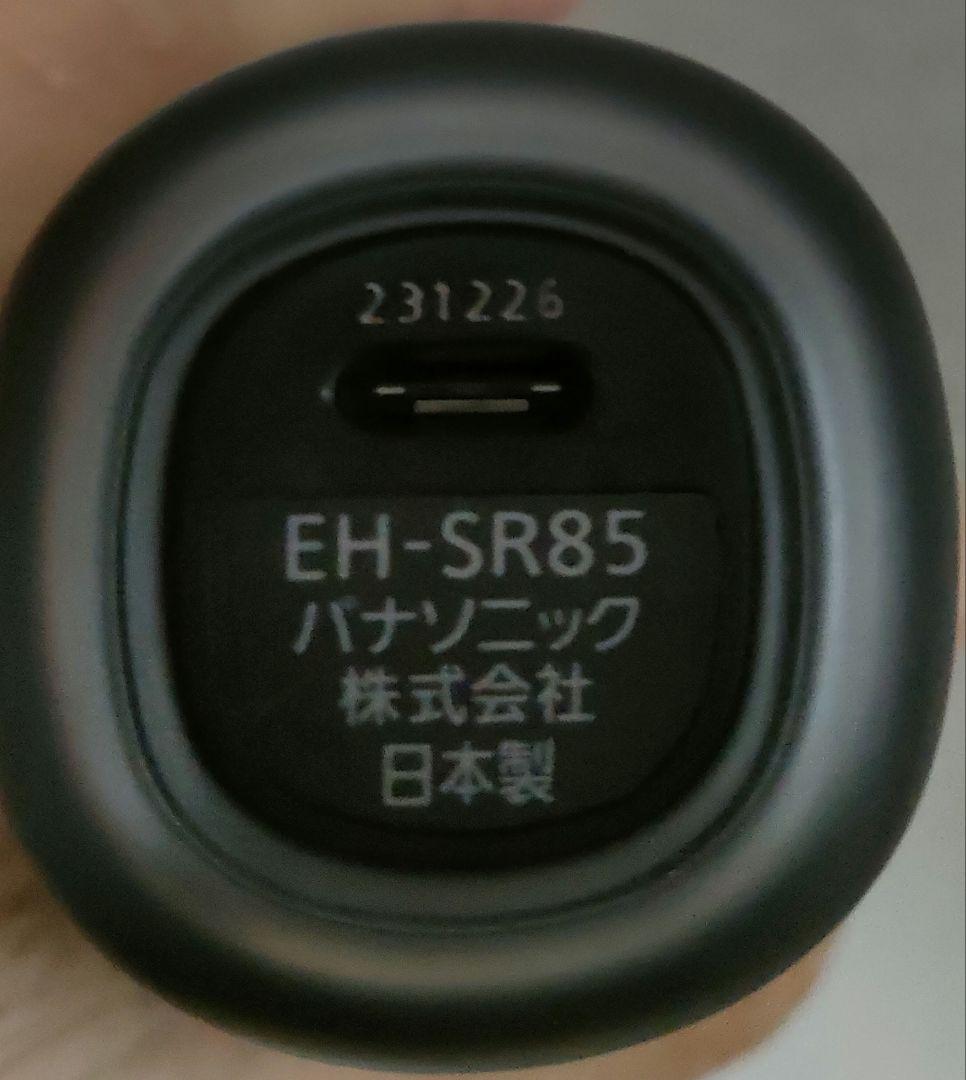 231226
EH-SR85
パナソニック
株式会社
日本製